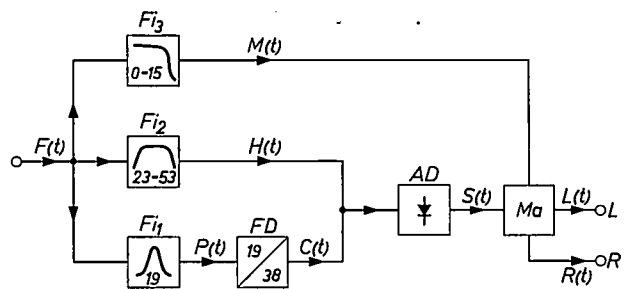 Fi3
0-15
M(t)
F(t)
Fi2
23-53
H(t)
AD
S(t)
Ma
L(t)
L
Fi1
19
P(t)
FD
19
38
C(t)
R(t)
R